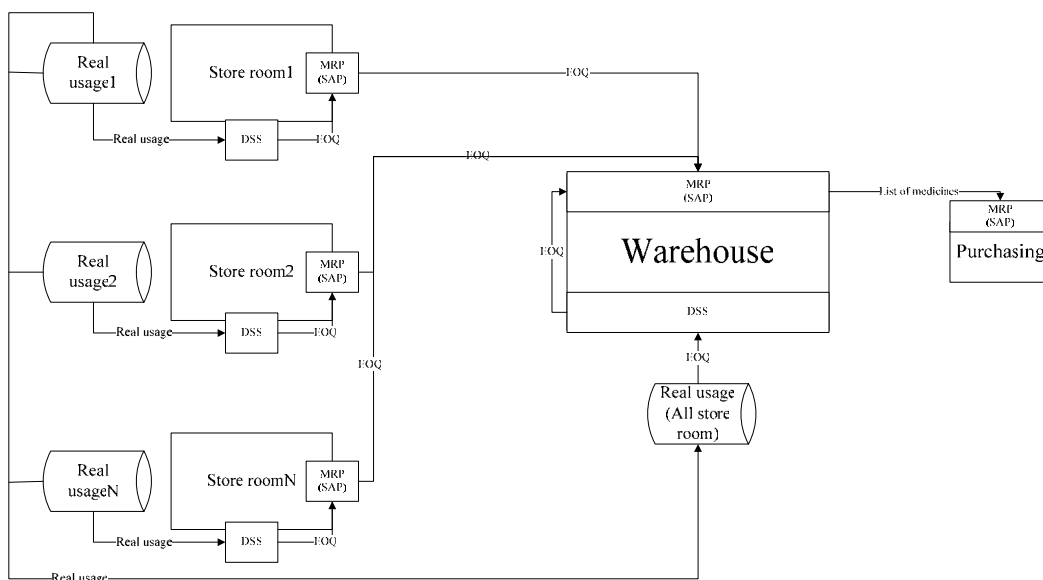 Real
usage1
Store room1
MRP
(SAP)
EOQ
Real usage
DSS
EOQ
EOQ
MRP
(SAP)
List of medicines
MRP
(SAP)
Purchasing
Real
usage2
Store room2
MRP
(SAP)
EOQ
Warehouse
Real usage
DSS
EOQ
DSS
EOQ
EOQ
Real usage
(All store
room)
Real
usageN
Store roomN
MRP
(SAP)
Real usage
DSS
EOQ
Real usage